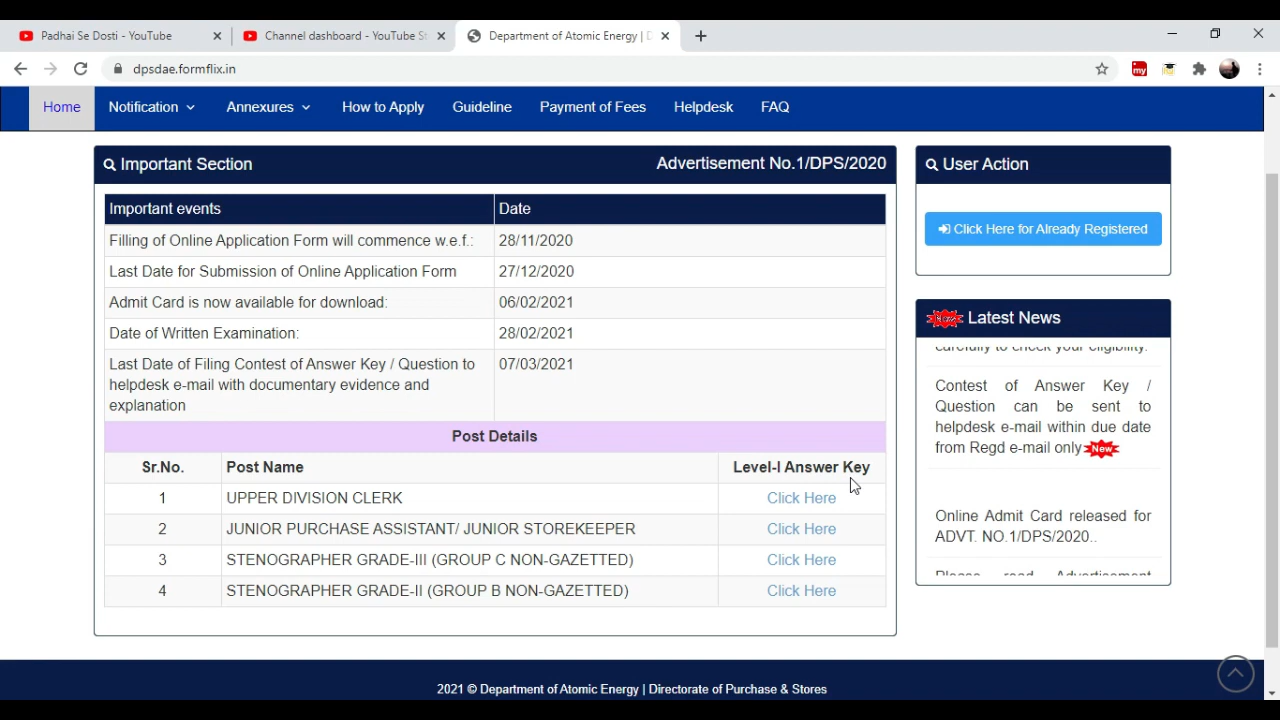 Padhai Se Dosti - YouTube
Channel dashboard - YouTube St
Department of Atomic Energy | D
dpsdae.formflix.in
my
Home
Notification
Annexures
How to Apply
Guideline
Payment of Fees
Helpdesk
FAQ
Important Section
Advertisement No.1/DPS/2020
Important events Date
Filling of Online Application Form will commence w.e.f.: 28/11/2020
Last Date for Submission of Online Application Form 27/12/2020
Admit Card is now available for download: 06/02/2021
Date of Written Examination: 28/02/2021
Last Date of Filing Contest of Answer Key / Question to 07/03/2021
helpdesk e-mail with documentary evidence and
explanation
Post Details
Sr.No. Post Name Level-I Answer Key
1 UPPER DIVISION CLERK Click Here
2 JUNIOR PURCHASE ASSISTANT/ JUNIOR STOREKEEPER Click Here
3 STENOGRAPHER GRADE-III (GROUP C NON-GAZETTED) Click Here
4 STENOGRAPHER GRADE-II (GROUP B NON-GAZETTED) Click Here
User Action
Click Here for Already Registered
Latest News
carefully to check your eligibility.
Contest of Answer Key /
Question can be sent to
helpdesk e-mail within due date
from Regd e-mail only New
Online Admit Card released for
ADVT. NO.1/DPS/2020..
Please read Advertisement
2021 © Department of Atomic Energy | Directorate of Purchase & Stores